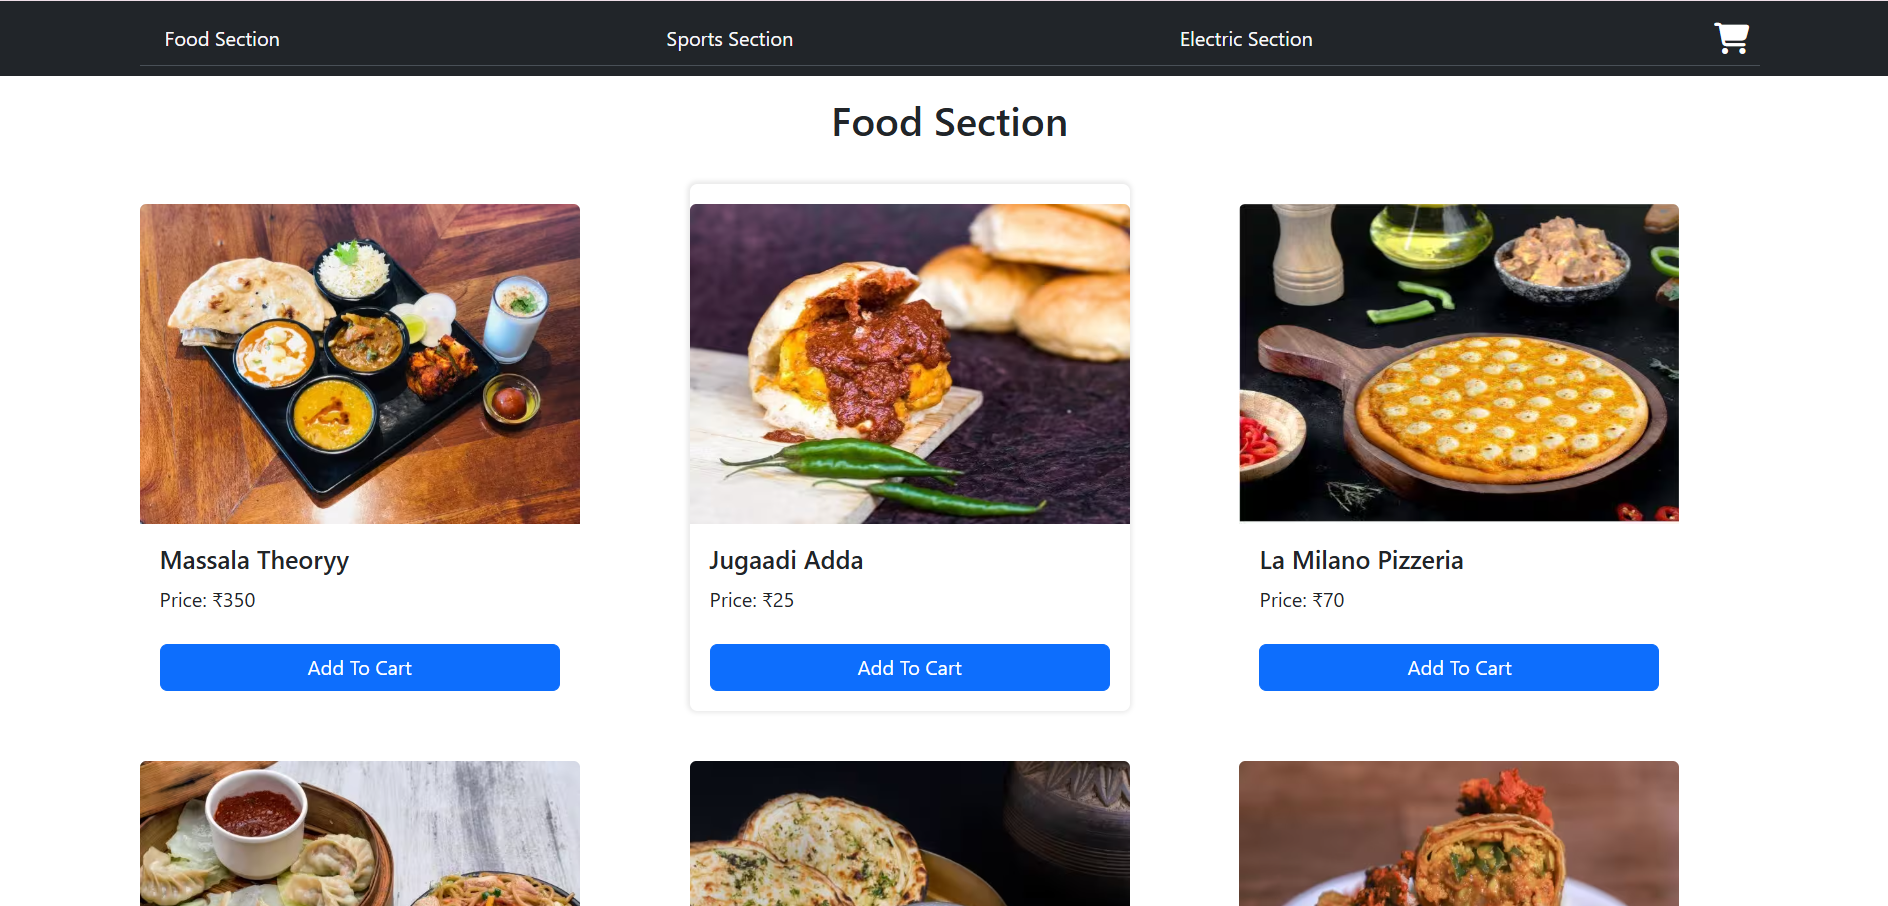 Food Section
Sports Section
Electric Section
Food Section
Massala Theoryy
Price: ₹350
Add To Cart
Jugaadi Adda
Price: ₹25
Add To Cart
La Milano Pizzeria
Price: ₹70
Add To Cart